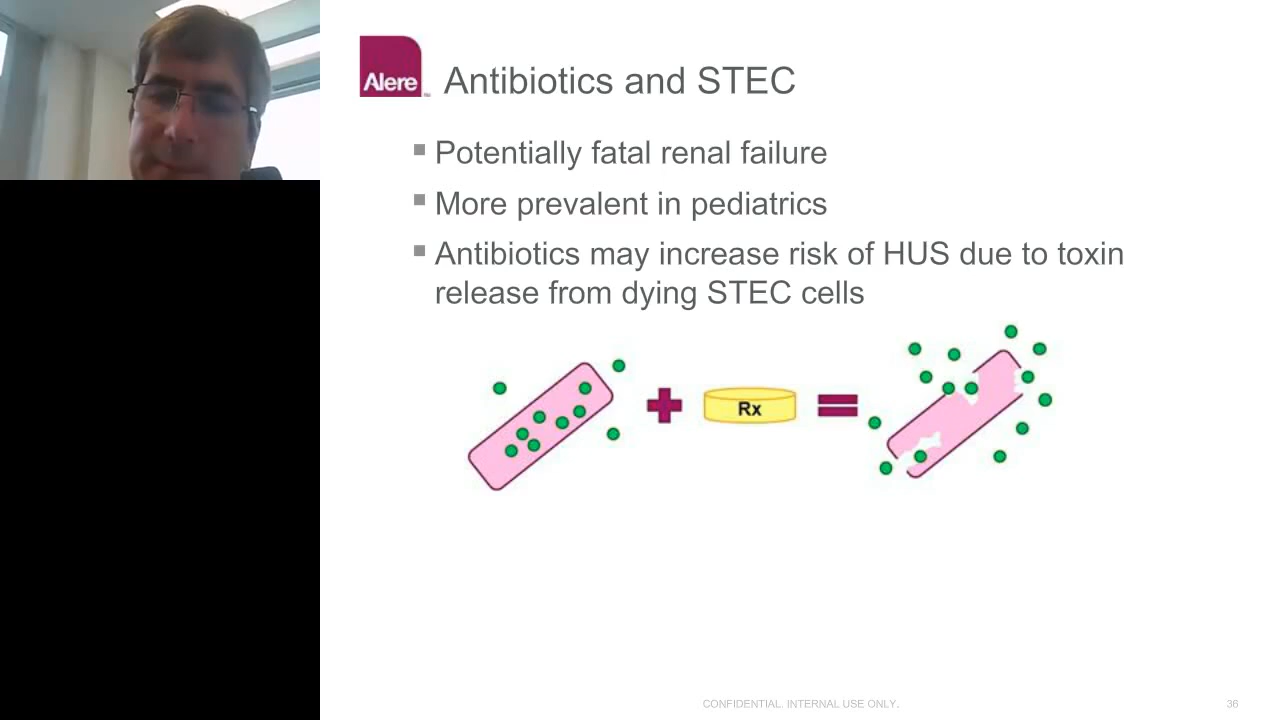 Alere
Antibiotics and STEC
Potentially fatal renal failure
More prevalent in pediatrics
Antibiotics may increase risk of HUS due to toxin
release from dying STEC cells
Rx
CONFIDENTIAL. INTERNAL USE ONLY.
36